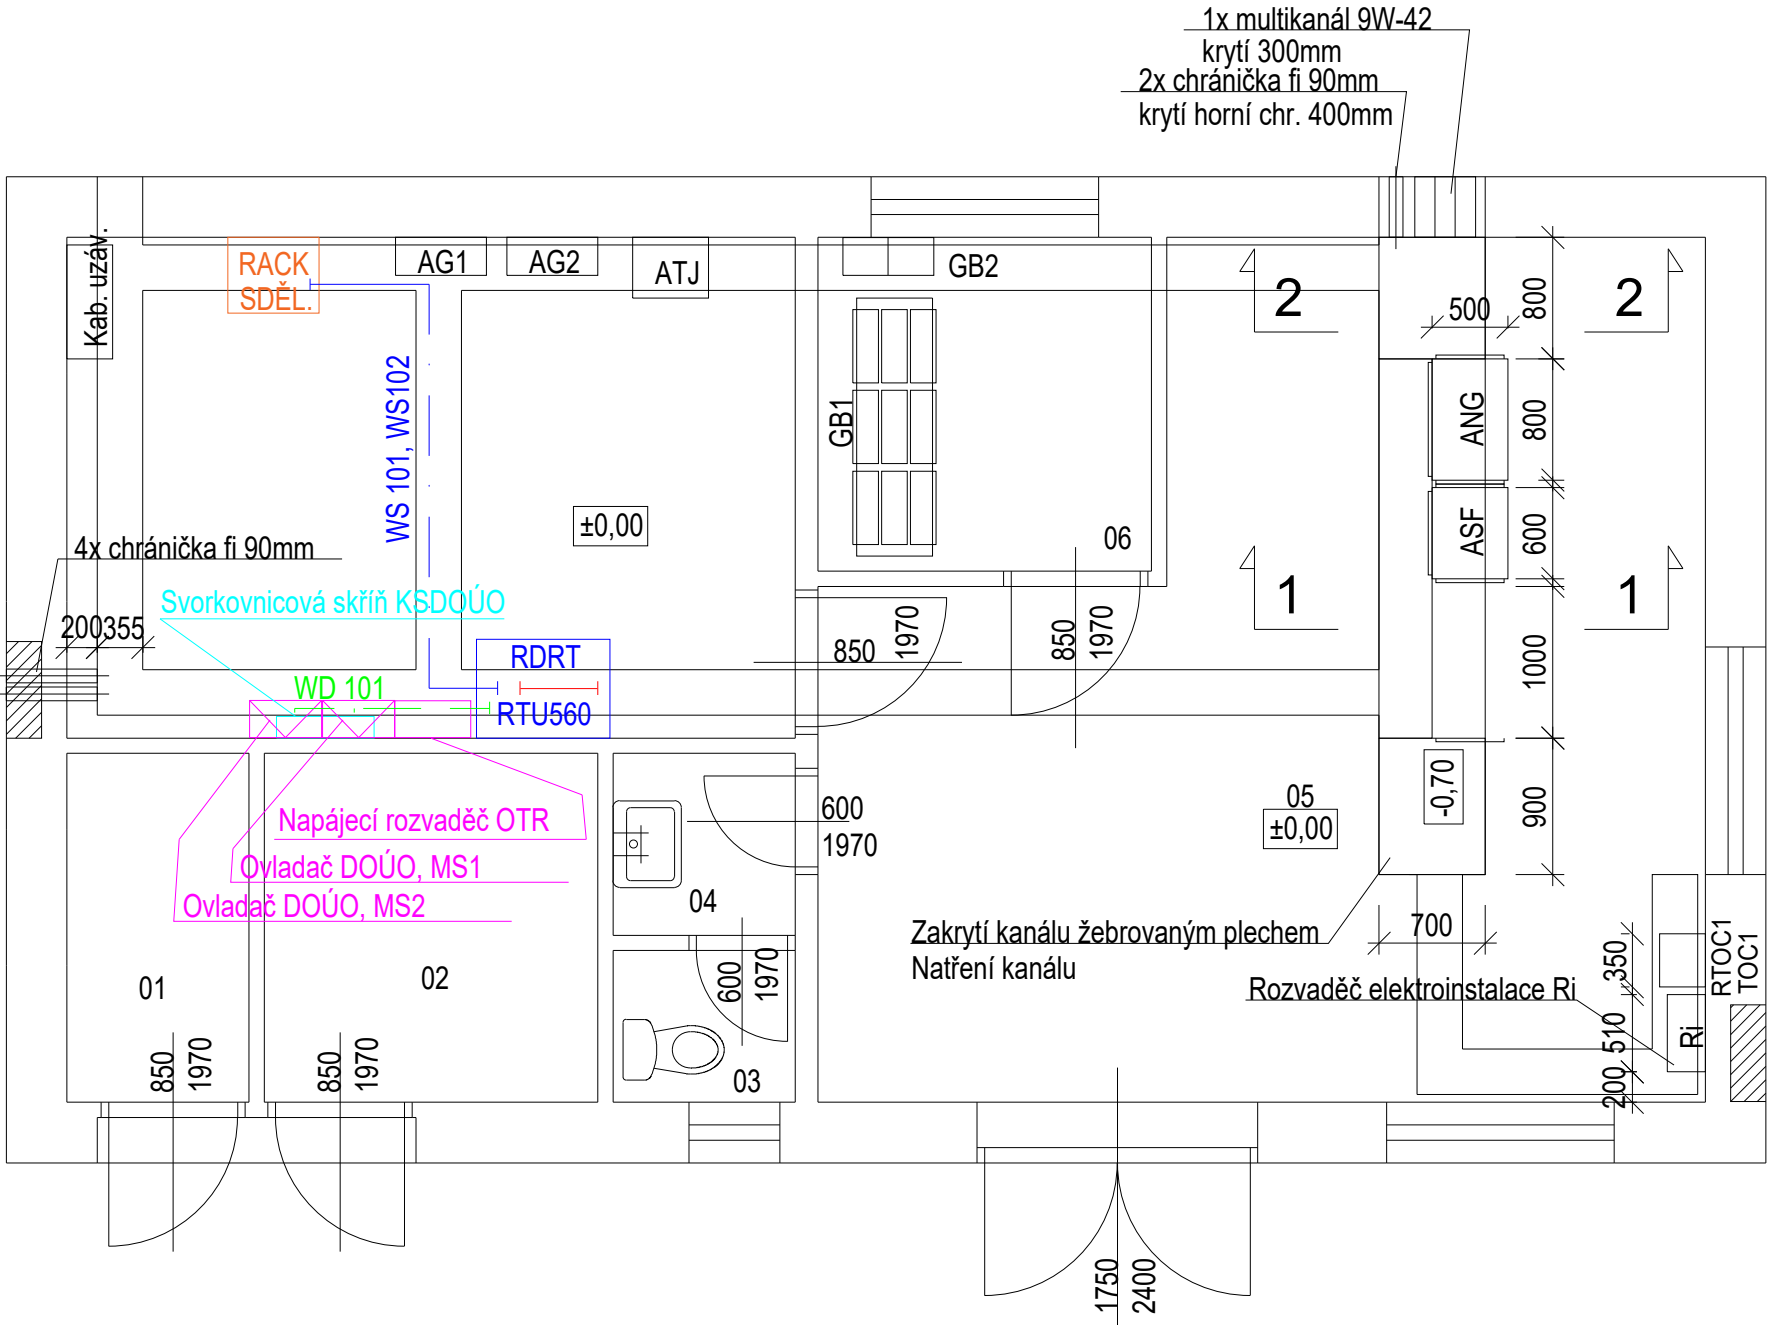 1x multikanál 9W-42
krytí 300mm
2x chránička fi 90mm
krytí horní chr. 400mm
Kab. uzáv.
RACK
SDĚL.
AG1
AG2
ATJ
GB2
2
2
500
800
WS 101, WS102
GB1
ANG
800
±0,00
06
ASF
600
4x chránička fi 90mm
1
1
Svorkovnicová skříň KSDOÚO
200
355
850
1970
850
1970
1000
RDRT
WD 101
RTU560
-0,70
900
Napájecí rozvaděč OTR
600
1970
05
±0,00
Ovladač DOÚO, MS1
Ovladač DOÚO, MS2
04
Zakrytí kanálu žebrovaným plechem
Natření kanálu
700
350
RTOC1
TOC1
01
02
600
1970
Rozvaděč elektroinstalace Ri
510
Ri
850
1970
850
1970
03
200
1750
2400